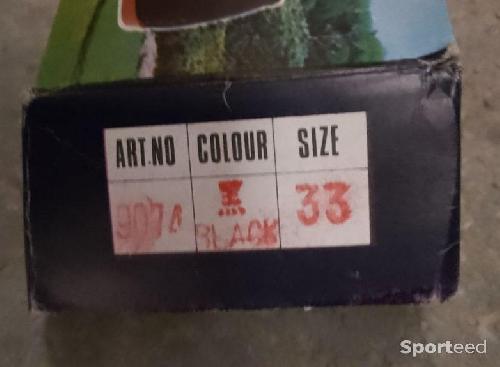 ART.NO COLOUR SIZE
黑 33
BLACK
Sporteed